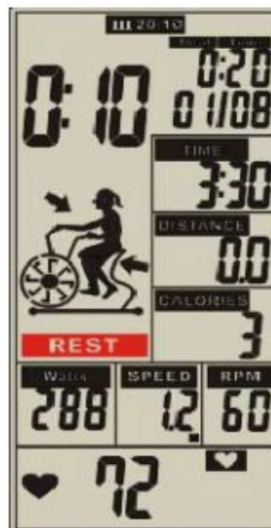 20:10
0:10
0:20
01/08
TIME
3:30
DISTANCE
0.0
CALORIES
3
REST
WATTS
288
SPEED
1.2
RPM
60
72